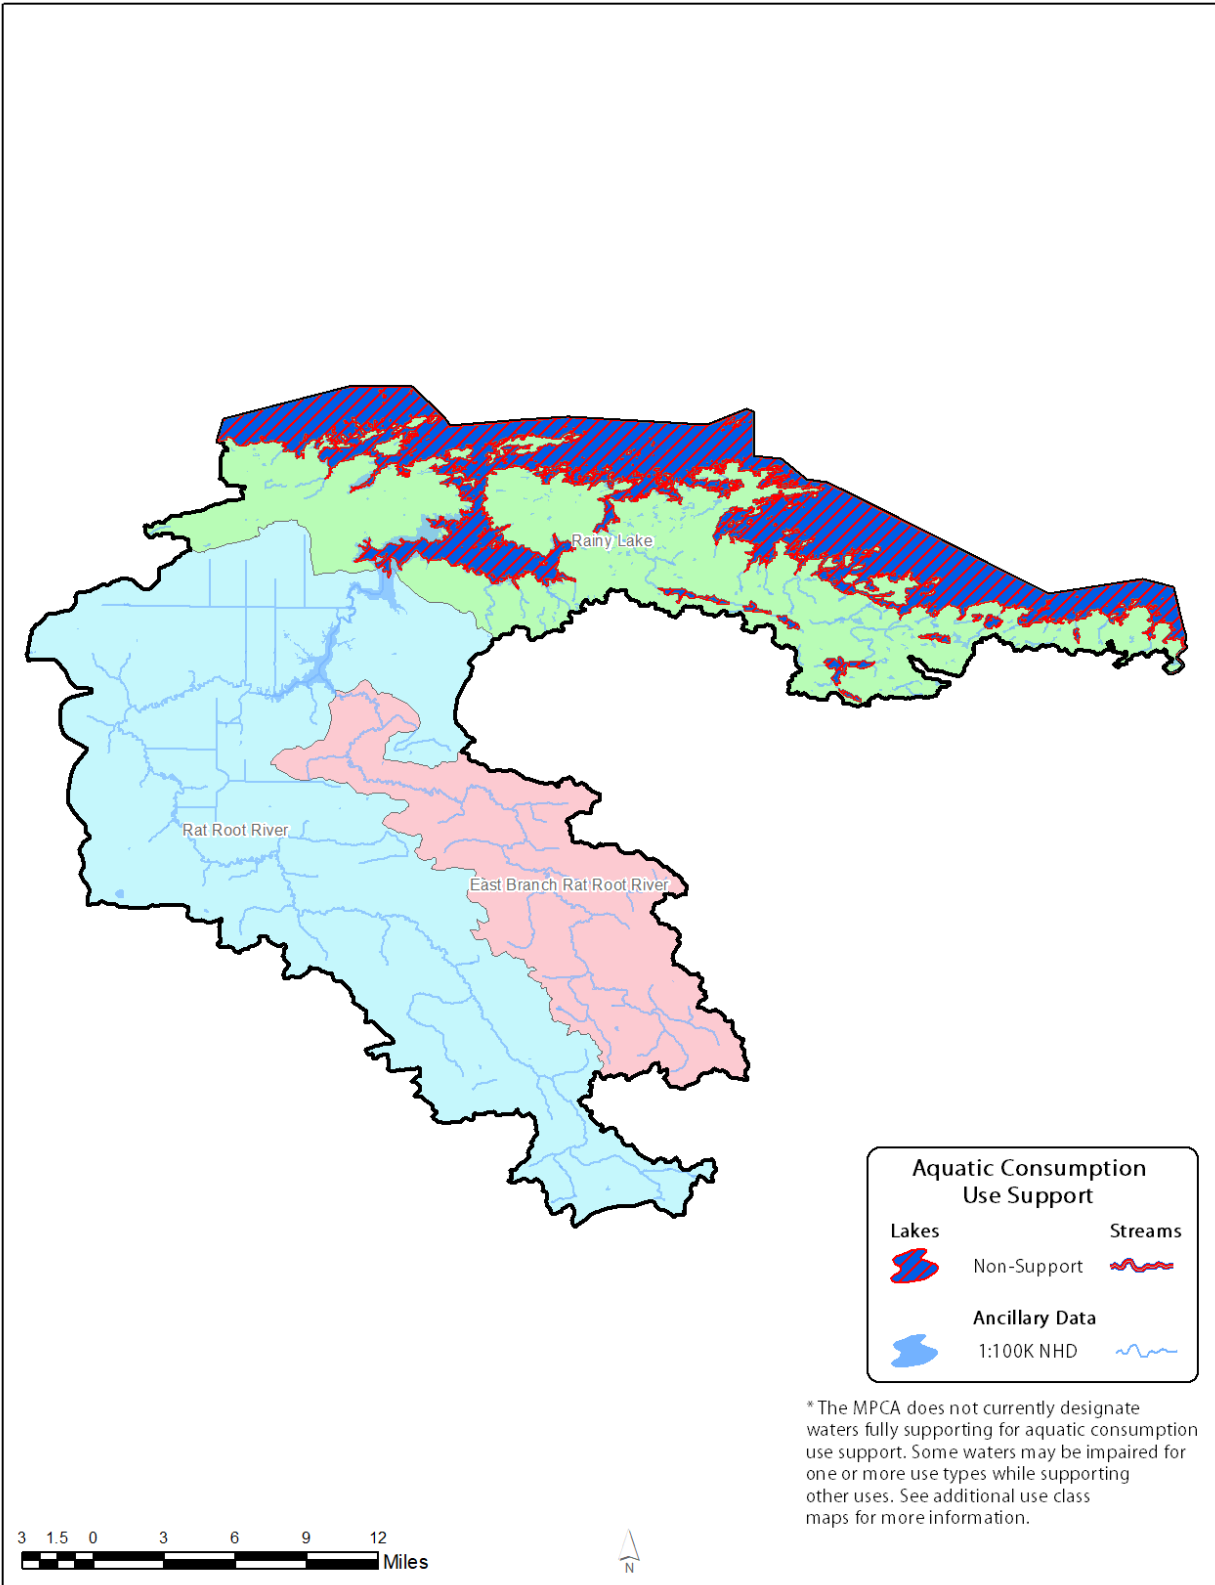 Rainy Lake
Rat Root River
East Branch Rat Root River
Aquatic Consumption
Use Support
Lakes
Streams
Non-Support
Ancillary Data
1:100K NHD
* The MPCA does not currently designate
waters fully supporting for aquatic consumption
use support. Some waters may be impaired for
one or more use types while supporting
other uses. See additional use class
maps for more information.
3 1.5 0 3 6 9 12
Miles
N